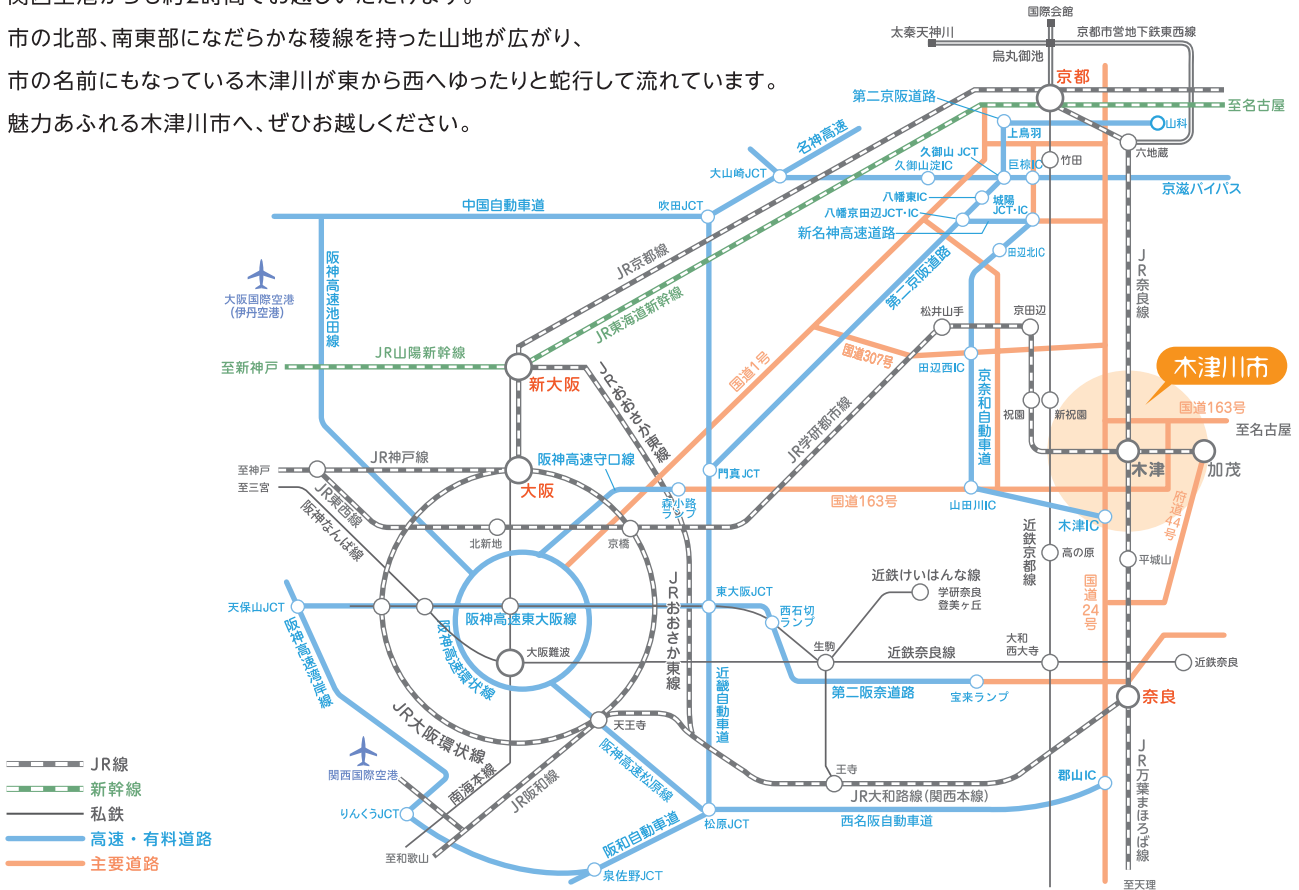 関西空港からも約2時間でお越しいただけます。
市の北部、南東部になだらかな稜線を持った山地が広がり、
市の名前にもなっている木津川が東から西へゆったりと蛇行して流れています。
魅力あふれる木津川市へ、ぜひお越しください。
国際会館
太秦天神川
京都市営地下鉄東西線
烏丸御池
京都
第二京阪道路
至名古屋
上鳥羽
山科
名神高速
久御山 JCT
六地蔵
竹田
大山崎JCT
久御山淀IC
巨椋IC
京滋バイパス
八幡東IC
城陽
JCT・IC
中国自動車道
吹田JCT
八幡京田辺JCT・IC
新名神高速道路
田辺北IC
阪神高速池田線
JR京都線
JR奈良線
大阪国際空港
(伊丹空港)
JR東海道新幹線
第二京阪道路
松井山手
京田辺
JR山陽新幹線
至新神戸
新大阪
JRおおさか東線
国道1号
国道307号
田辺西IC
木津川市
京奈和自動車道
祝園
新祝園
国道163号
至名古屋
JR学研都市線
JR神戸線
至神戸
阪神高速守口線
門真JCT
木津
加茂
至三宮
大阪
JR東西線
阪神なんば線
森小路
ランプ
国道163号
山田川IC
木津IC
府道44号
北新地
京橋
近鉄京都線
高の原
平城山
JRおおさか東線
近鉄けいはんな線
学研奈良
登美ヶ丘
国道24号
天保山JCT
東大阪JCT
西石切
ランプ
阪神高速東大阪線
阪神高速湾岸線
阪神高速環状線
大阪難波
生駒
近鉄奈良線
大和
西大寺
近鉄奈良
近畿自動車道
第二阪奈道路
宝来ランプ
奈良
JR大阪環状線
天王寺
関西国際空港
南海本線
JR阪和線
阪神高速松原線
王寺
JR大和路線(関西本線)
郡山IC
JR万葉まほろば線
りんくうJCT
松原JCT
西名阪自動車道
阪和自動車道
至和歌山
泉佐野JCT
至天理
JR線
新幹線
私鉄
高速・有料道路
主要道路